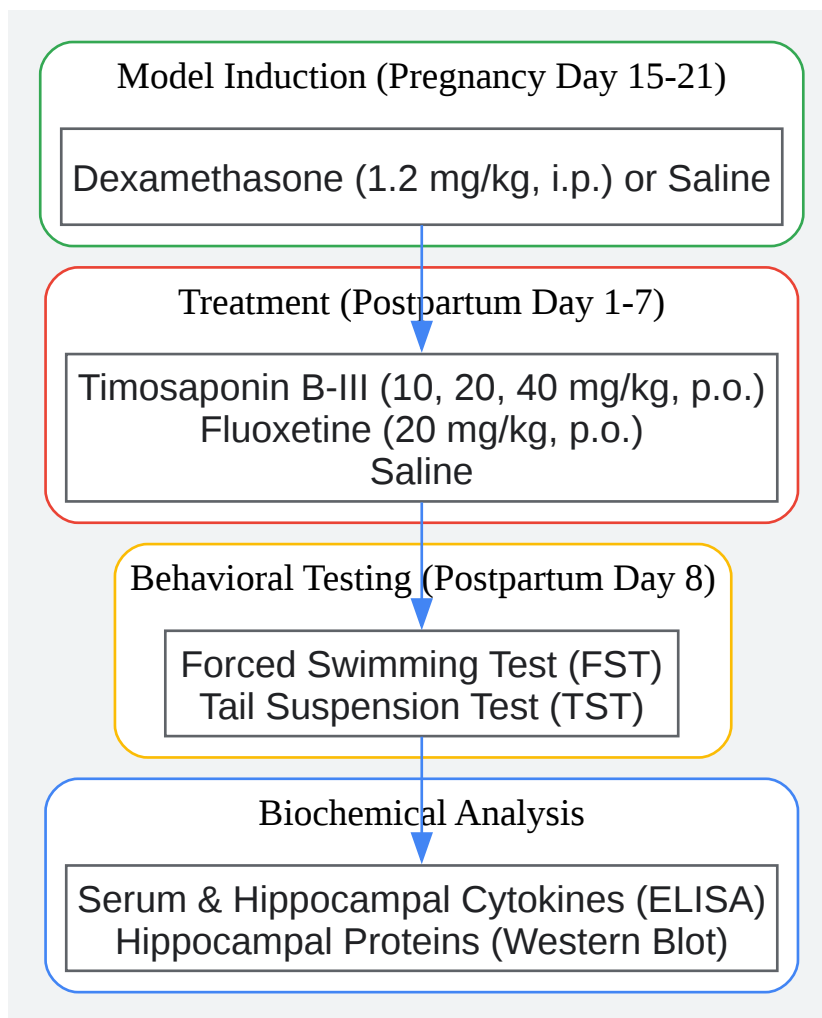 Model Induction (Pregnancy Day 15-21)
Dexamethasone (1.2 mg/kg, i.p.) or Saline
Treatment (Postpartum Day 1-7)
Timosaponin B-III (10, 20, 40 mg/kg, p.o.)
Fluoxetine (20 mg/kg, p.o.)
Saline
Behavioral Testing (Postpartum Day 8)
Forced Swimming Test (FST)
Tail Suspension Test (TST)
Biochemical Analysis
Serum & Hippocampal Cytokines (ELISA)
Hippocampal Proteins (Western Blot)